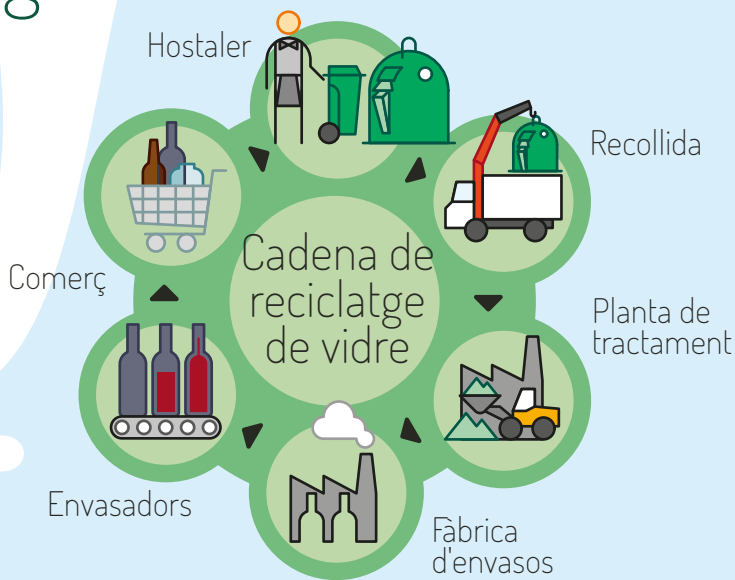 Hostaler
Recollida
Cadena de
reciclatge
de vidre
Comerç
Planta de
tractament
Envasadors
Fàbrica
d'envasos